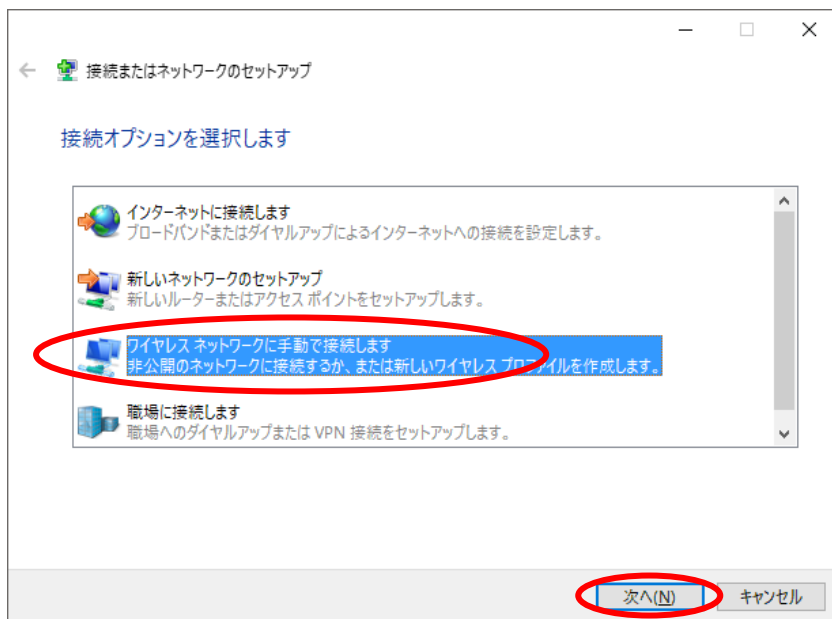 接続またはネットワークのセットアップ
接続オプションを選択します
インターネットに接続します
ブロードバンドまたはダイヤルアップによるインターネットへの接続を設定します。
新しいネットワークのセットアップ
新しいルーターまたはアクセス ポイントをセットアップします。
ワイヤレス ネットワークに手動で接続します
非公開のネットワークに接続するか、または新しいワイヤレス プロファイルを作成します。
職場に接続します
職場へのダイヤルアップまたは VPN 接続をセットアップします。
次へ(N) キャンセル